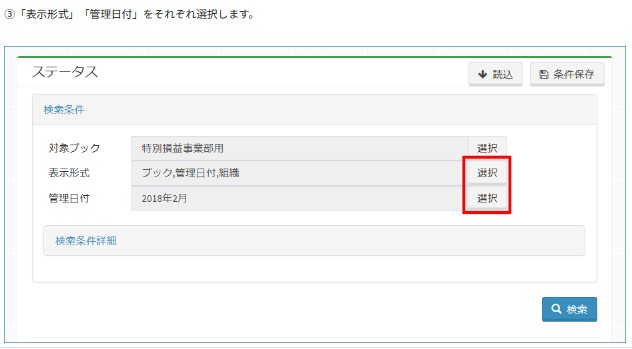 ③「表示形式」「管理日付」をそれぞれ選択します。
ステータス
読込 条件保存
検索条件
対象ブック 特別損益事業部用 選択
表示形式 ブック,管理日付,組織 選択
管理日付 2018年2月 選択
検索条件詳細
検索